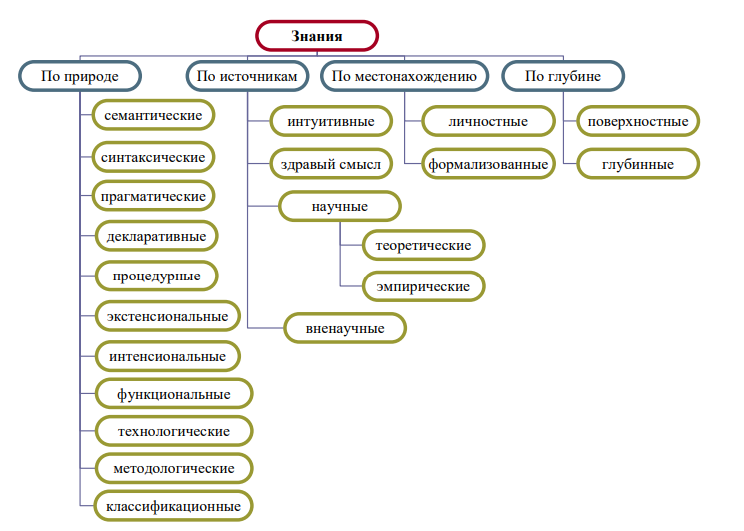 Знания
По природе
По источникам
По местонахождению
По глубине
семантические
синтаксические
прагматические
декларативные
процедурные
экстенсиональные
интенсиональные
функциональные
технологические
методологические
классификационные
интуитивные
здравый смысл
научные
теоретические
эмпирические
вненаучные
личностные
формализованные
поверхностные
глубинные